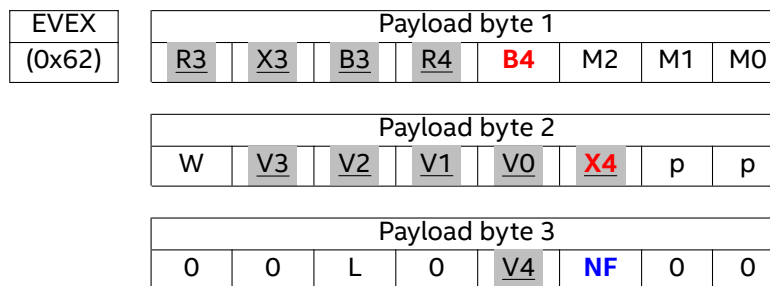 EVEX Payload byte 1
(0x62) R3 X3 B3 R4 B4 M2 M1 M0
Payload byte 2
W V3 V2 V1 V0 X4 p p
Payload byte 3
0 0 L 0 V4 NF 0 0